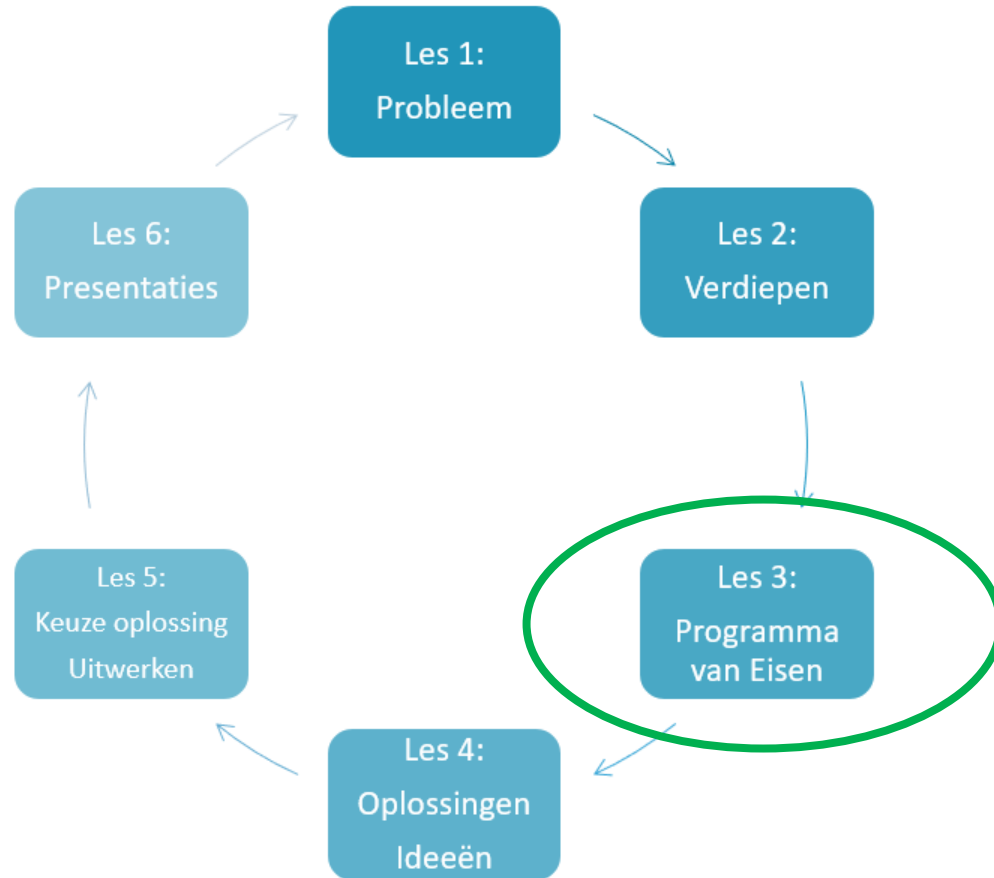 Les 1:
Probleem
Les 2:
Verdiepen
Les 3:
Programma
van Eisen
Les 4:
Oplossingen
Ideeën
Les 5:
Keuze oplossing
Uitwerken
Les 6:
Presentaties